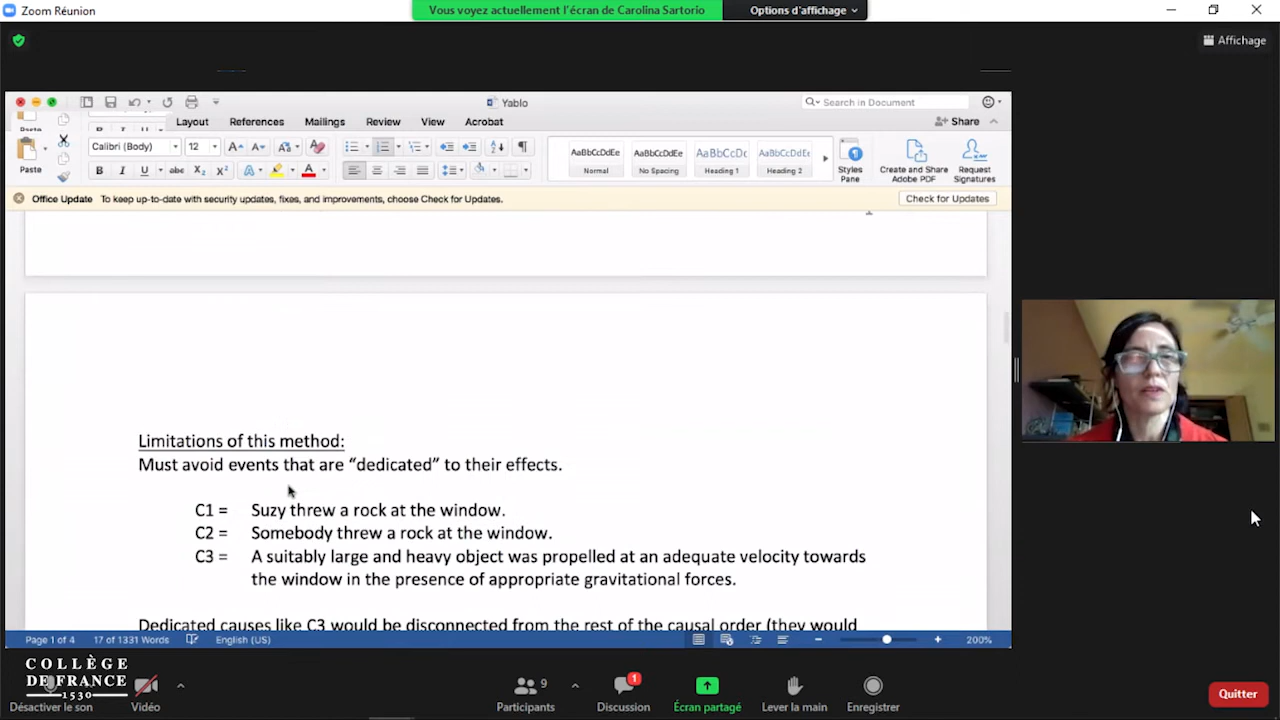 Zoom Réunion
Vous voyez actuellement l'écran de Carolina Sartorio
Options d'affichage
Affichage
Yablo
Search in Document
Layout
References
Mailings
Review
View
Acrobat
Share
Paste
Calibri (Body)
12
AaBbCcDdEe
AaBbCcDdEe
AaBbCcDc
AaBbCcDdEe
Normal
No Spacing
Heading 1
Heading 2
Styles Pane
Create and Share Adobe PDF
Request Signatures
Office Update To keep up-to-date with security updates, fixes, and improvements, choose Check for Updates.
Check for Updates
Limitations of this method:
Must avoid events that are “dedicated” to their effects.
C1 = Suzy threw a rock at the window.
C2 = Somebody threw a rock at the window.
C3 = A suitably large and heavy object was propelled at an adequate velocity towards
the window in the presence of appropriate gravitational forces.
Dedicated causes like C3 would be disconnected from the rest of the causal order (they would
Page 1 of 4
17 of 1331 Words
English (US)
200%
COLLÈGE
DE FRANCE
1530
Désactiver le son
Vidéo
9
Participants
1
Discussion
Écran partagé
Lever la main
Enregistrer
Quitter